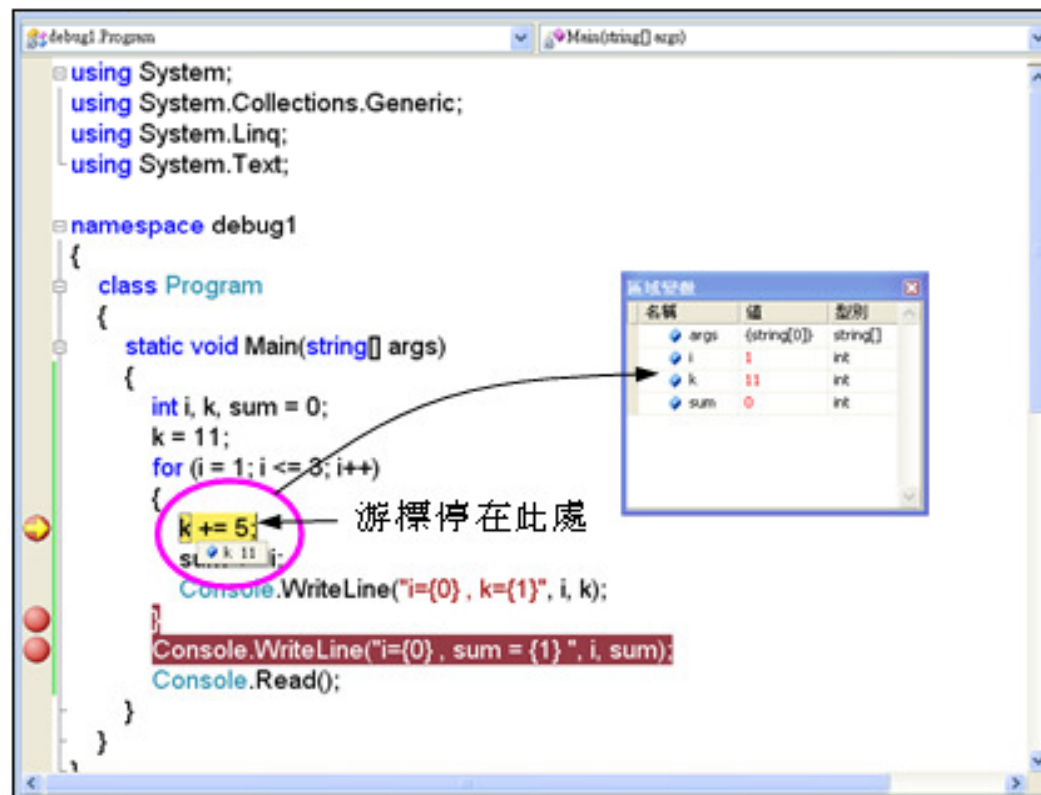 debug1.Program
Main(string[] args)
using System;
using System.Collections.Generic;
using System.Linq;
using System.Text;
namespace debug1
{
class Program
{
static void Main(string[] args)
{
int i, k, sum = 0;
k = 11;
for (i = 1; i <= 3; i++)
{
k += 5;
k 11
i;
Console.WriteLine("i={0} , k={1}", i, k);
}
Console.WriteLine("i={0} , sum = {1} ", i, sum);
Console.Read();
}
}
}
游標停在此處
區域變數
名稱 值 型別
args {string[0]} string[]
i 1 int
k 11 int
sum 0 int